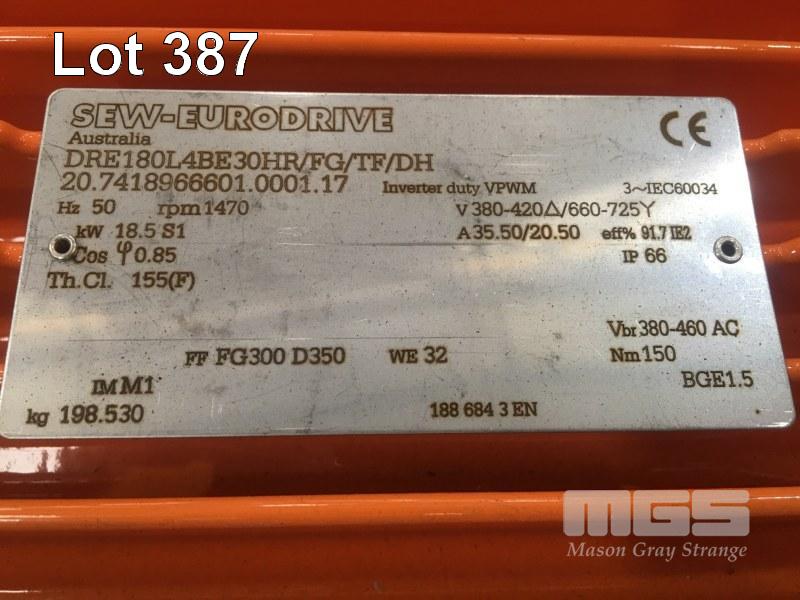 Lot 387
SEW-EURODRIVE
Australia
DRE180L4BE30HR/FG/TF/DH
20.7418966601.0001.17 Inverter duty VPWM 3~IEC60034
Hz 50 rpm 1470 V 380-420△/660-725Y
kW 18.5 S1 A 35.50/20.50 eff% 91.7 IE2
Cos φ 0.85 IP 66
Th.Cl. 155(F)
Vbr 380-460 AC
FF FG300 D350 WE 32 Nm 150
IM M1 BGE1.5
kg 198.530 188 684 3 EN
CE
MGS
Mason Gray Strange